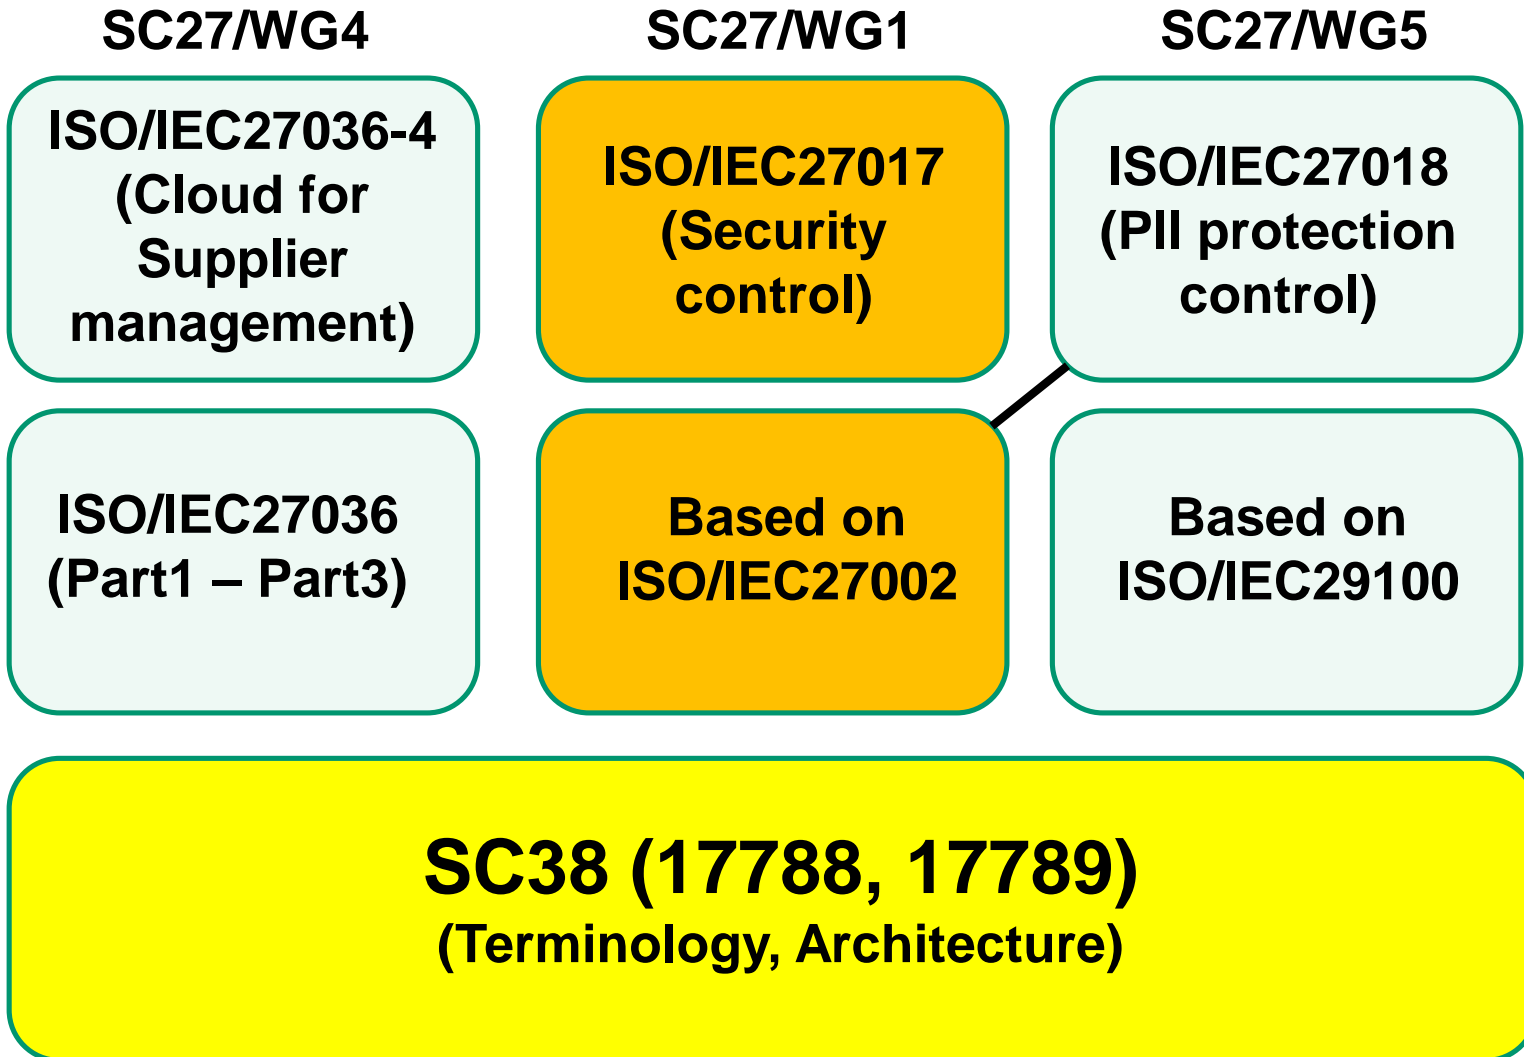 SC27/WG4
SC27/WG1
SC27/WG5
ISO/IEC27036-4
(Cloud for
Supplier
management)
ISO/IEC27017
(Security
control)
ISO/IEC27018
(PII protection
control)
ISO/IEC27036
(Part1 – Part3)
Based on
ISO/IEC27002
Based on
ISO/IEC29100
SC38 (17788, 17789)
(Terminology, Architecture)